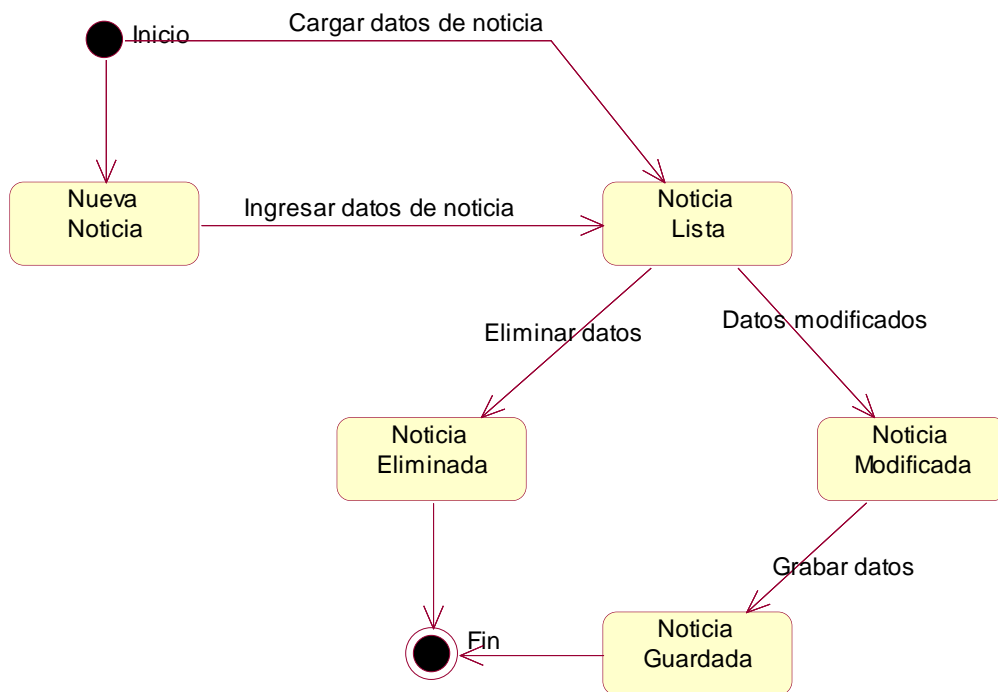 Inicio
Cargar datos de noticia
Nueva
Noticia
Ingresar datos de noticia
Noticia
Lista
Eliminar datos
Datos modificados
Noticia
Eliminada
Noticia
Modificada
Grabar datos
Fin
Noticia
Guardada